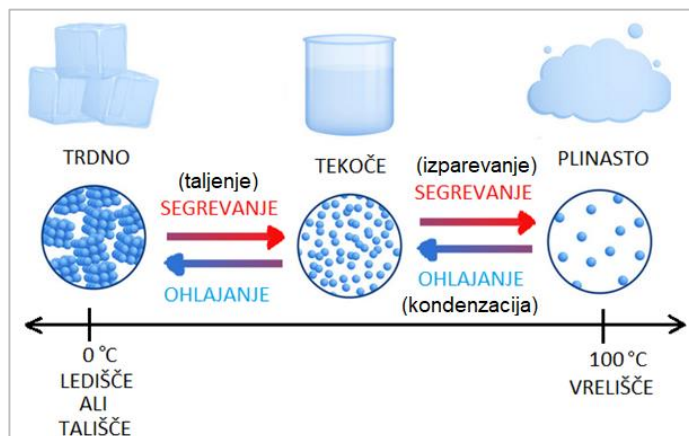 TRDNO
TEKOČE
PLINASTO
(taljenje)
SEGREVANJE
OHLAJANJE
(izparevanje)
SEGREVANJE
OHLAJANJE
(kondenzacija)
0 °C
LEDIŠČE
ALI
TALIŠČE
100 °C
VRELIŠČE